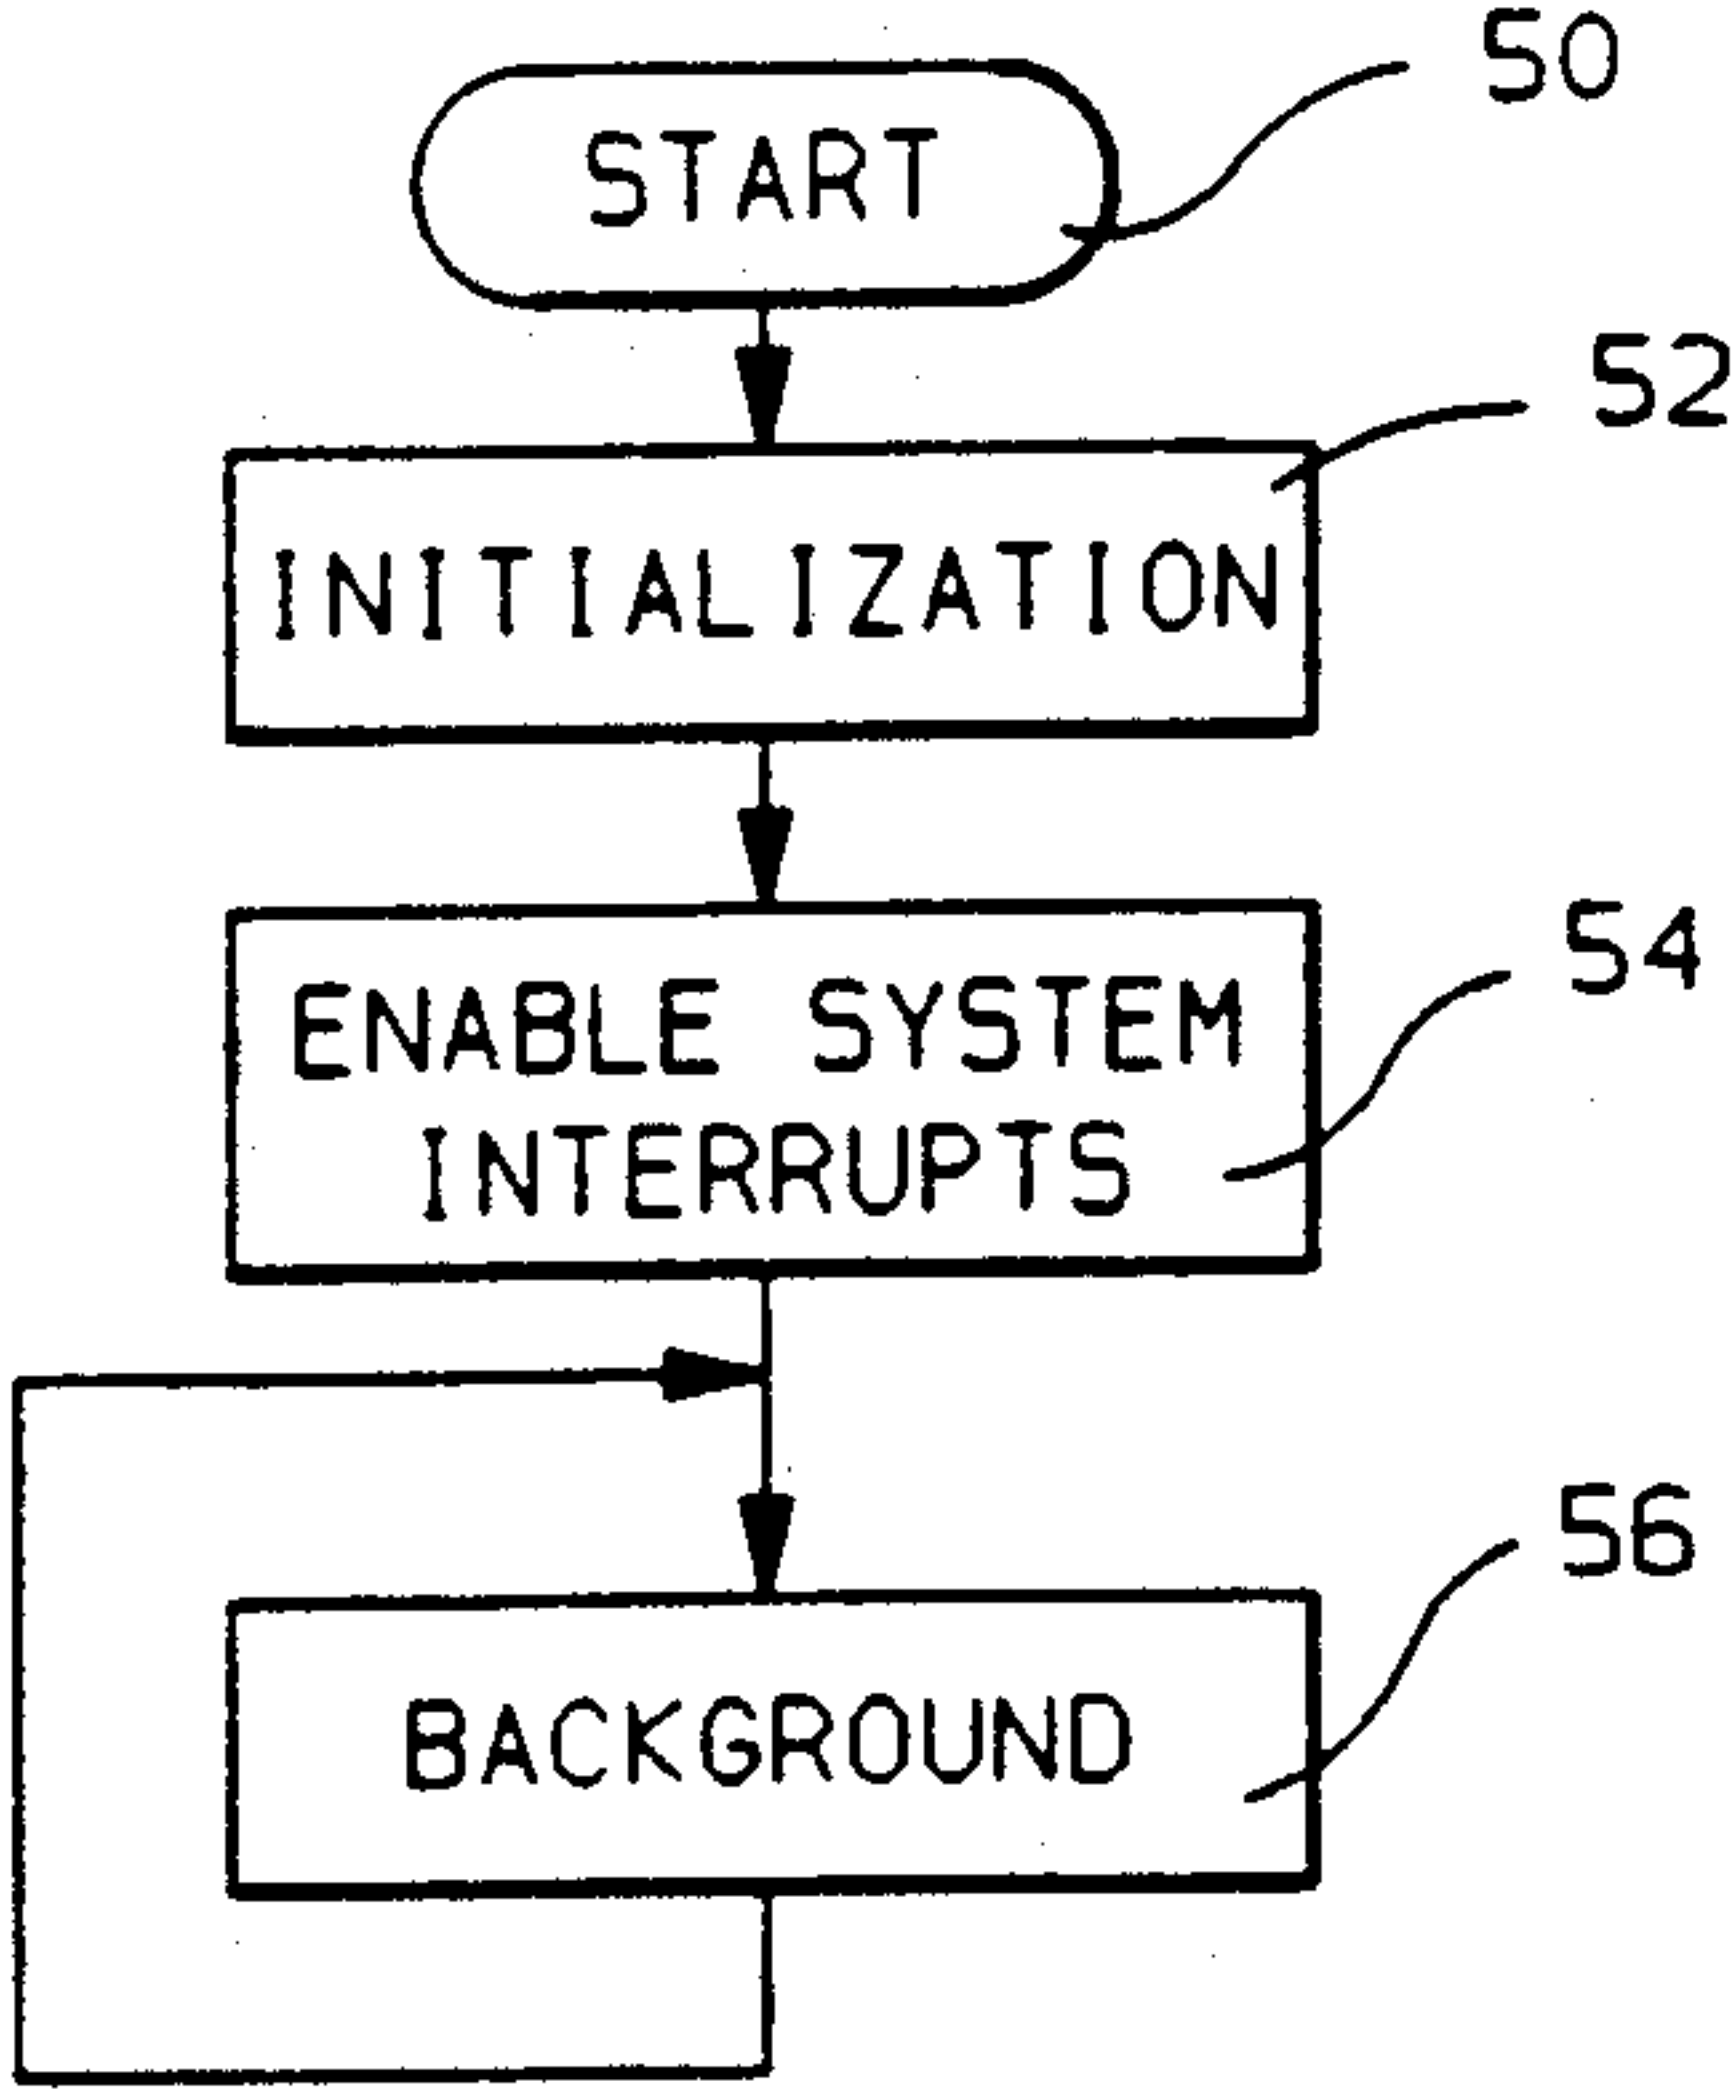 50
START
52
INITIALIZATION
54
ENABLE SYSTEM
INTERRUPTS
56
BACKGROUND